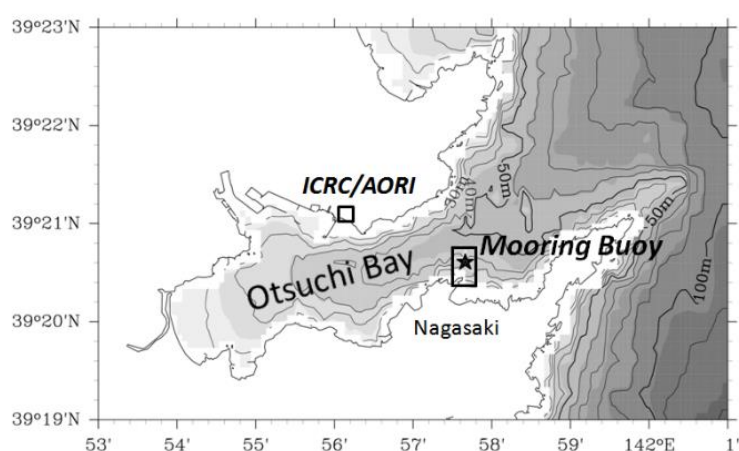 39°23'N
39°22'N
39°21'N
39°20'N
39°19'N
ICRC/AORI
30m
40m
50m
50m
100m
Mooring Buoy
Otsuchi Bay
Nagasaki
53' 54' 55' 56' 57' 58' 59' 142°E 1'